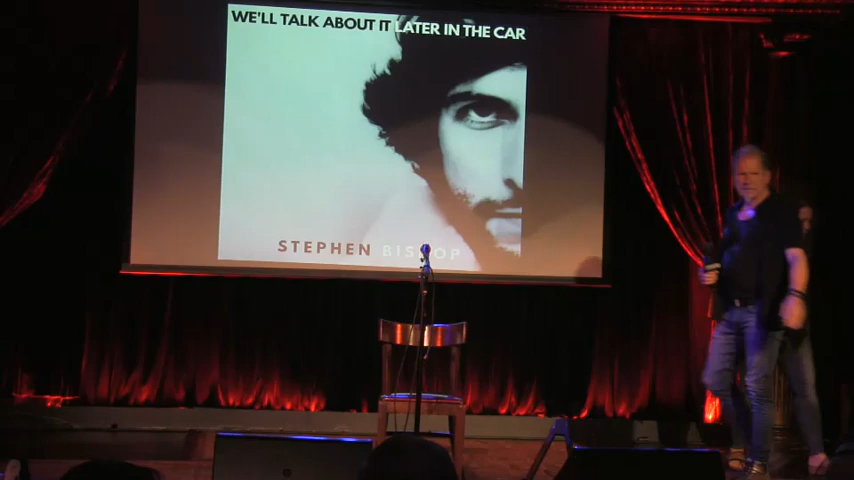 WE'LL TALK ABOUT IT LATER IN THE CAR
STEPHEN BISHOP